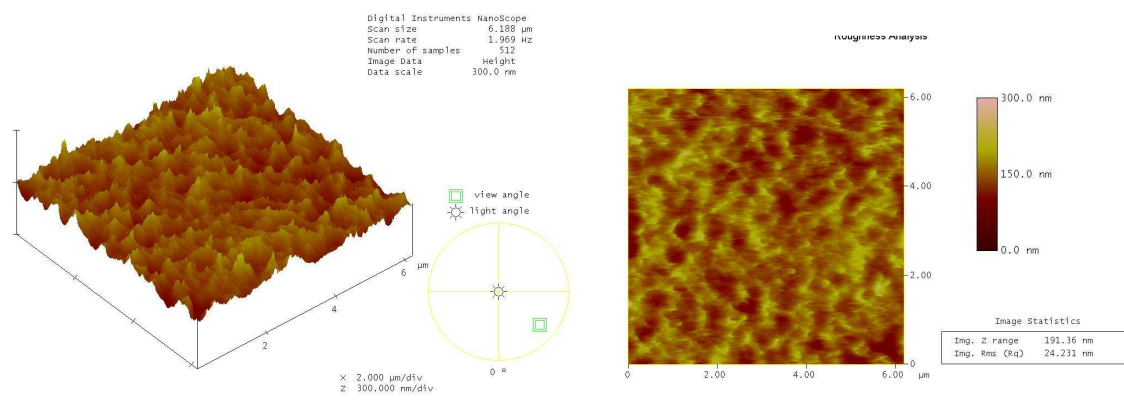 Digital Instruments NanoScope
Scan size 6.188 µm
Scan rate 1.969 Hz
Number of samples 512
Image Data Height
Data scale 300.0 nm
view angle
light angle
µm
6
4
2
X 2.000 µm/div
Z 300.000 nm/div
0 º
Roughness Analysis
6.00
4.00
2.00
0
0 2.00 4.00 6.00
µm
300.0 nm
150.0 nm
0.0 nm
Image Statistics
Img. Z range 191.36 nm
Img. Rms (Rq) 24.231 nm